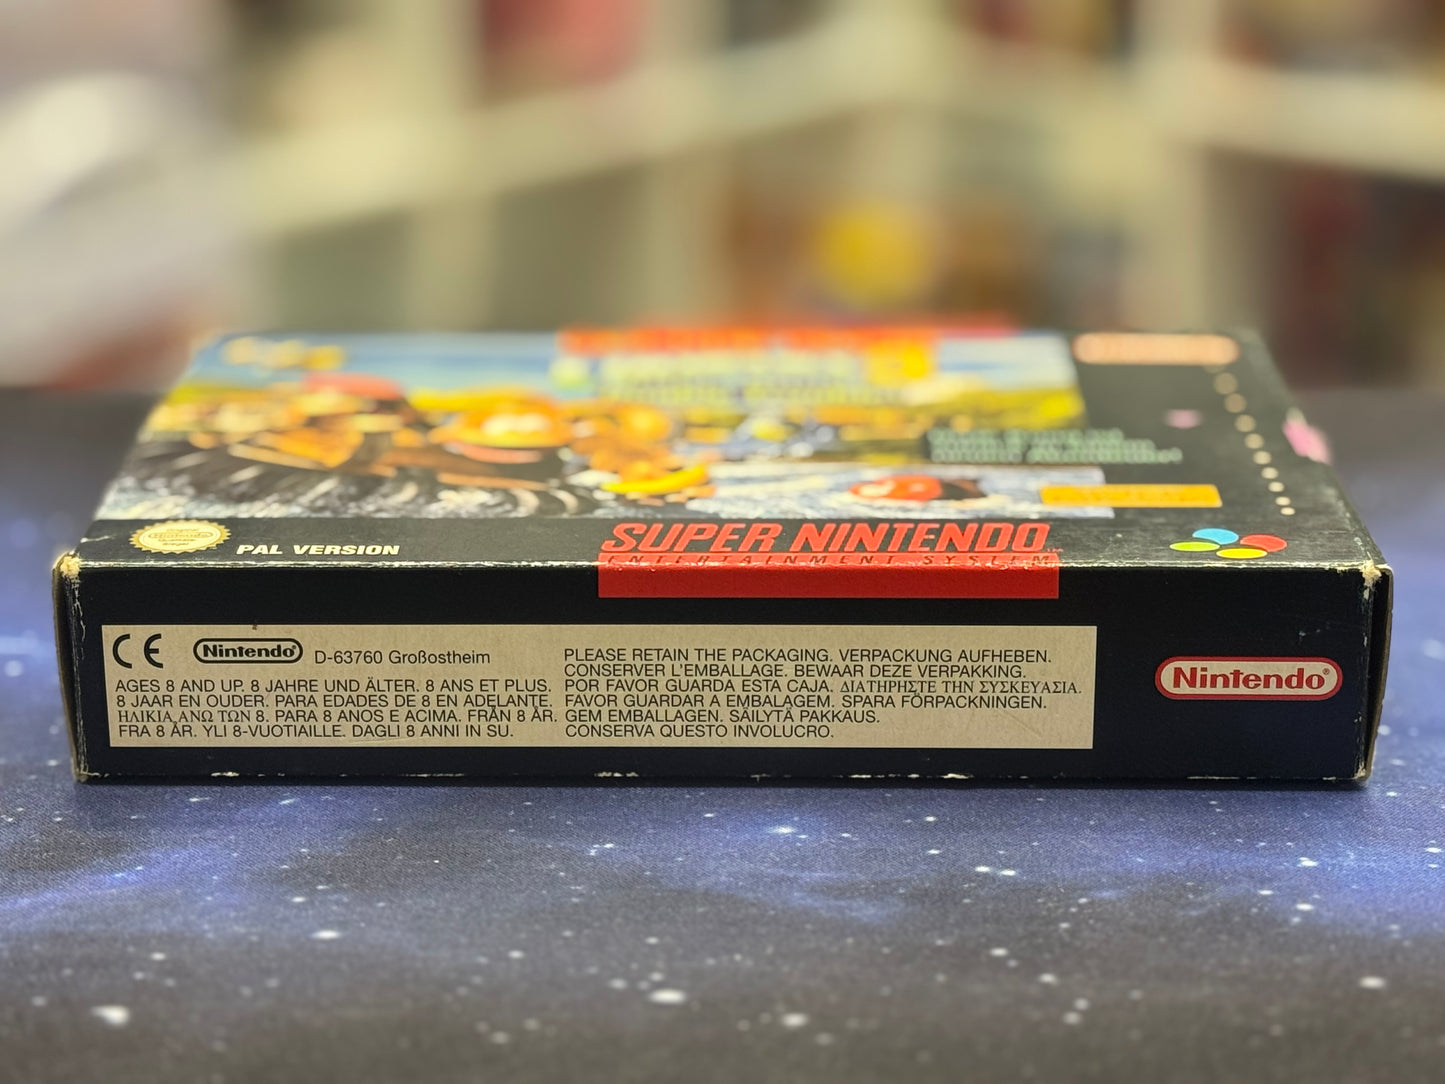 Nintendo
PAL VERSION
SUPER NINTENDO
ENTERTAINMENT SYSTEM
CE
Nintendo® D-63760 Großostheim
AGES 8 AND UP. 8 JAHRE UND ÄLTER. 8 ANS ET PLUS.
8 JAAR EN OUDER. PARA EDADES DE 8 EN ADELANTE.
ΗΛΙΚΙΑ ΑΝΩ ΤΩΝ 8. PARA 8 ANOS E ACIMA. FRÅN 8 ÅR.
FRA 8 ÅR. YLI 8-VUOTIAILLE. DAGLI 8 ANNI IN SU.
PLEASE RETAIN THE PACKAGING. VERPACKUNG AUFHEBEN.
CONSERVER L'EMBALLAGE. BEWAAR DEZE VERPAKKING.
POR FAVOR GUARDA ESTA CAJA. ΔΙΑΤΗΡΗΣΤΕ ΤΗΝ ΣΥΣΚΕΥΑΣΙΑ.
FAVOR GUARDAR A EMBALAGEM. SPARA FÖRPACKNINGEN.
GEM EMBALLAGEN. SÄILYTÄ PAKKAUS.
CONSERVA QUESTO INVOLUCRO.
Nintendo®